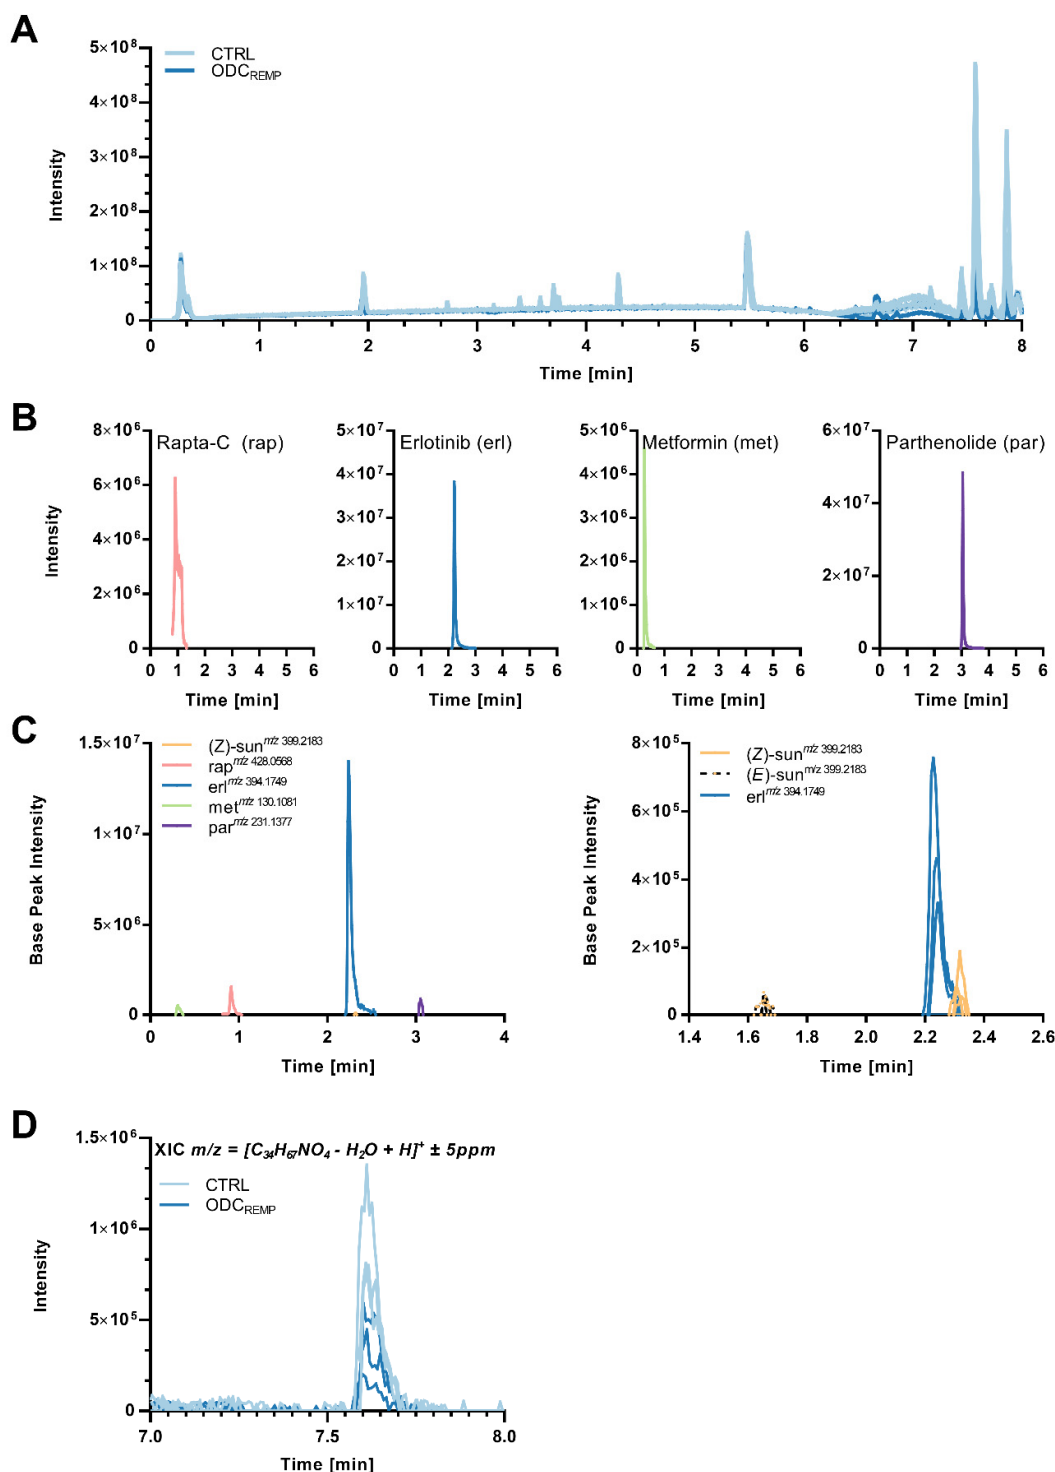 A
CTRL
ODC_REMP
Intensity
5×10⁸
4×10⁸
3×10⁸
2×10⁸
1×10⁸
0
0 1 2 3 4 5 6 7 8
Time [min]
B
Rapta-C (rap)
Intensity
8×10⁶
6×10⁶
4×10⁶
2×10⁶
0
0 1 2 3 4 5 6
Time [min]
Erlotinib (erl)
5×10⁷
4×10⁷
3×10⁷
2×10⁷
1×10⁷
0
0 1 2 3 4 5 6
Time [min]
Metformin (met)
5×10⁶
4×10⁶
3×10⁶
2×10⁶
1×10⁶
0
0 1 2 3 4 5 6
Time [min]
Parthenolide (par)
6×10⁷
4×10⁷
2×10⁷
0
0 1 2 3 4 5 6
Time [min]
C
(Z)-sun m/z 399.2183
rap m/z 428.0568
erl m/z 394.1749
met m/z 130.1081
par m/z 231.1377
Base Peak Intensity
1.5×10⁷
1×10⁷
5×10⁶
0
0 1 2 3 4
Time [min]
(Z)-sun m/z 399.2183
(E)-sun m/z 399.2183
erl m/z 394.1749
Base Peak Intensity
8×10⁵
6×10⁵
4×10⁵
2×10⁵
0
1.4 1.6 1.8 2.0 2.2 2.4 2.6
Time [min]
D
XIC m/z = [C₃₄H₆₇NO₄ - H₂O + H]⁺ ± 5ppm
CTRL
ODC_REMP
Intensity
1.5×10⁶
1×10⁶
5×10⁵
0
7.0 7.5 8.0
Time [min]